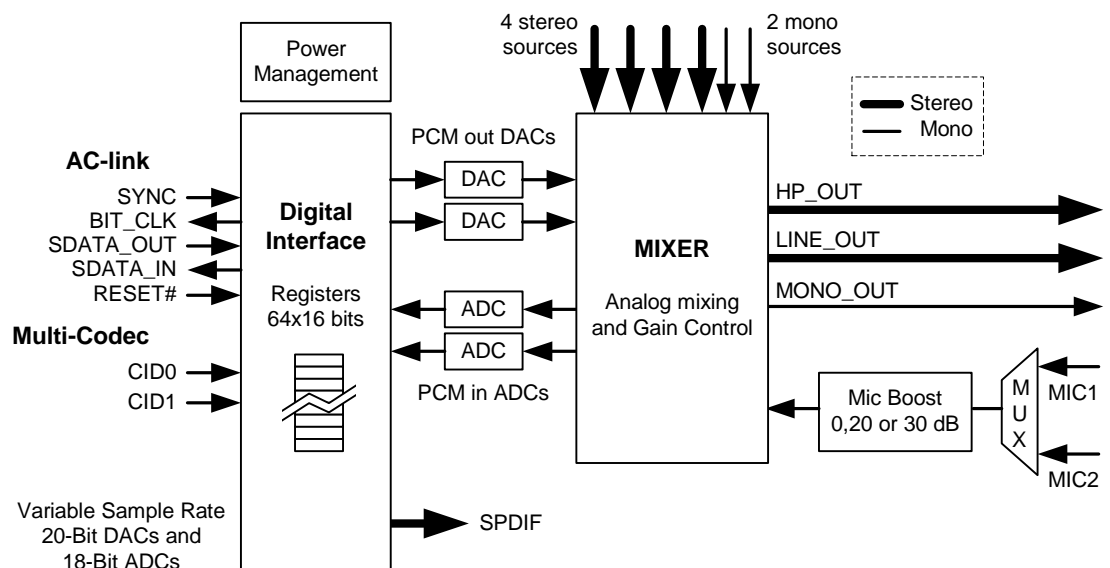 4 stereo
sources
2 mono
sources
Power
Management
Stereo
Mono
AC-link
SYNC
BIT_CLK
SDATA_OUT
SDATA_IN
RESET#
Multi-Codec
CID0
CID1
Variable Sample Rate
20-Bit DACs and
18-Bit ADCs
Digital
Interface
Registers
64x16 bits
PCM out DACs
DAC
DAC
ADC
ADC
PCM in ADCs
SPDIF
MIXER
Analog mixing
and Gain Control
HP_OUT
LINE_OUT
MONO_OUT
Mic Boost
0,20 or 30 dB
MUX
MIC1
MIC2